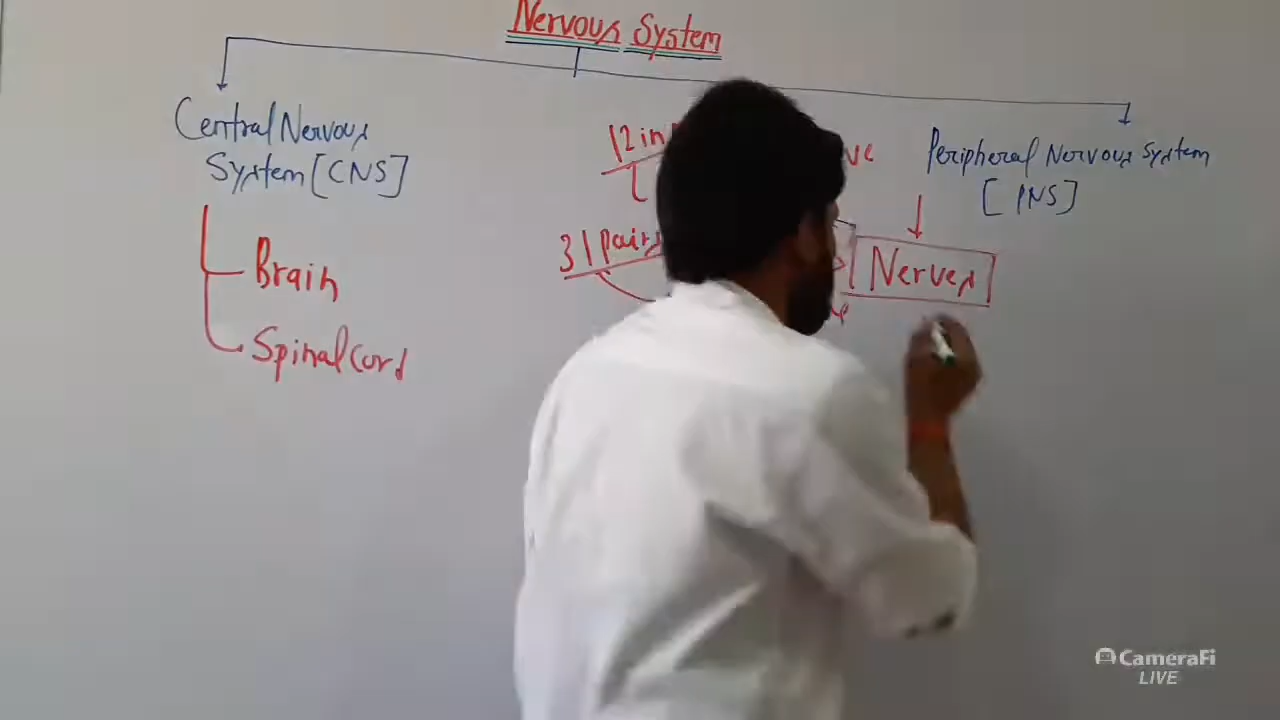 Nervous System
Central Nervous
System [CNS]
Brain
Spinal Cord
12 in
31 pairs
Peripheral Nervous System
[PNS]
Nerves
CameraFi
LIVE